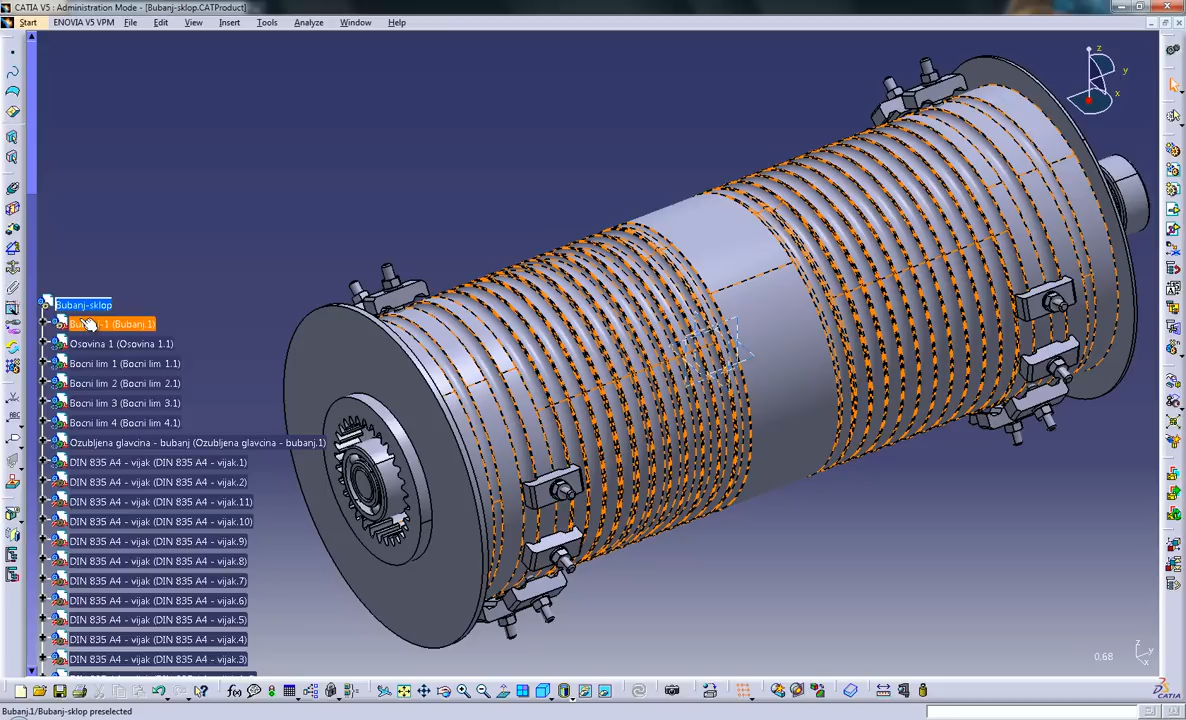 CATIA V5 : Administration Mode - [Bubanj-sklop.CATProduct]
Start ENOVIA V5 VPM File Edit View Insert Tools Analyze Window Help
z
y
x
Bubanj-sklop
-1 (Bubanj.1)
Osovina 1 (Osovina 1.1)
Bocni lim 1 (Bocni lim 1.1)
Bocni lim 2 (Bocni lim 2.1)
Bocni lim 3 (Bocni lim 3.1)
Bocni lim 4 (Bocni lim 4.1)
Ozubljena glavcina - bubanj (Ozubljena glavcina - bubanj.1)
DIN 835 A4 - vijak (DIN 835 A4 - vijak.1)
DIN 835 A4 - vijak (DIN 835 A4 - vijak.2)
DIN 835 A4 - vijak (DIN 835 A4 - vijak.11)
DIN 835 A4 - vijak (DIN 835 A4 - vijak.10)
DIN 835 A4 - vijak (DIN 835 A4 - vijak.9)
DIN 835 A4 - vijak (DIN 835 A4 - vijak.8)
DIN 835 A4 - vijak (DIN 835 A4 - vijak.7)
DIN 835 A4 - vijak (DIN 835 A4 - vijak.6)
DIN 835 A4 - vijak (DIN 835 A4 - vijak.5)
DIN 835 A4 - vijak (DIN 835 A4 - vijak.4)
DIN 835 A4 - vijak (DIN 835 A4 - vijak.3)
0.68
z
y
x
Bubanj.1/Bubanj-sklop preselected